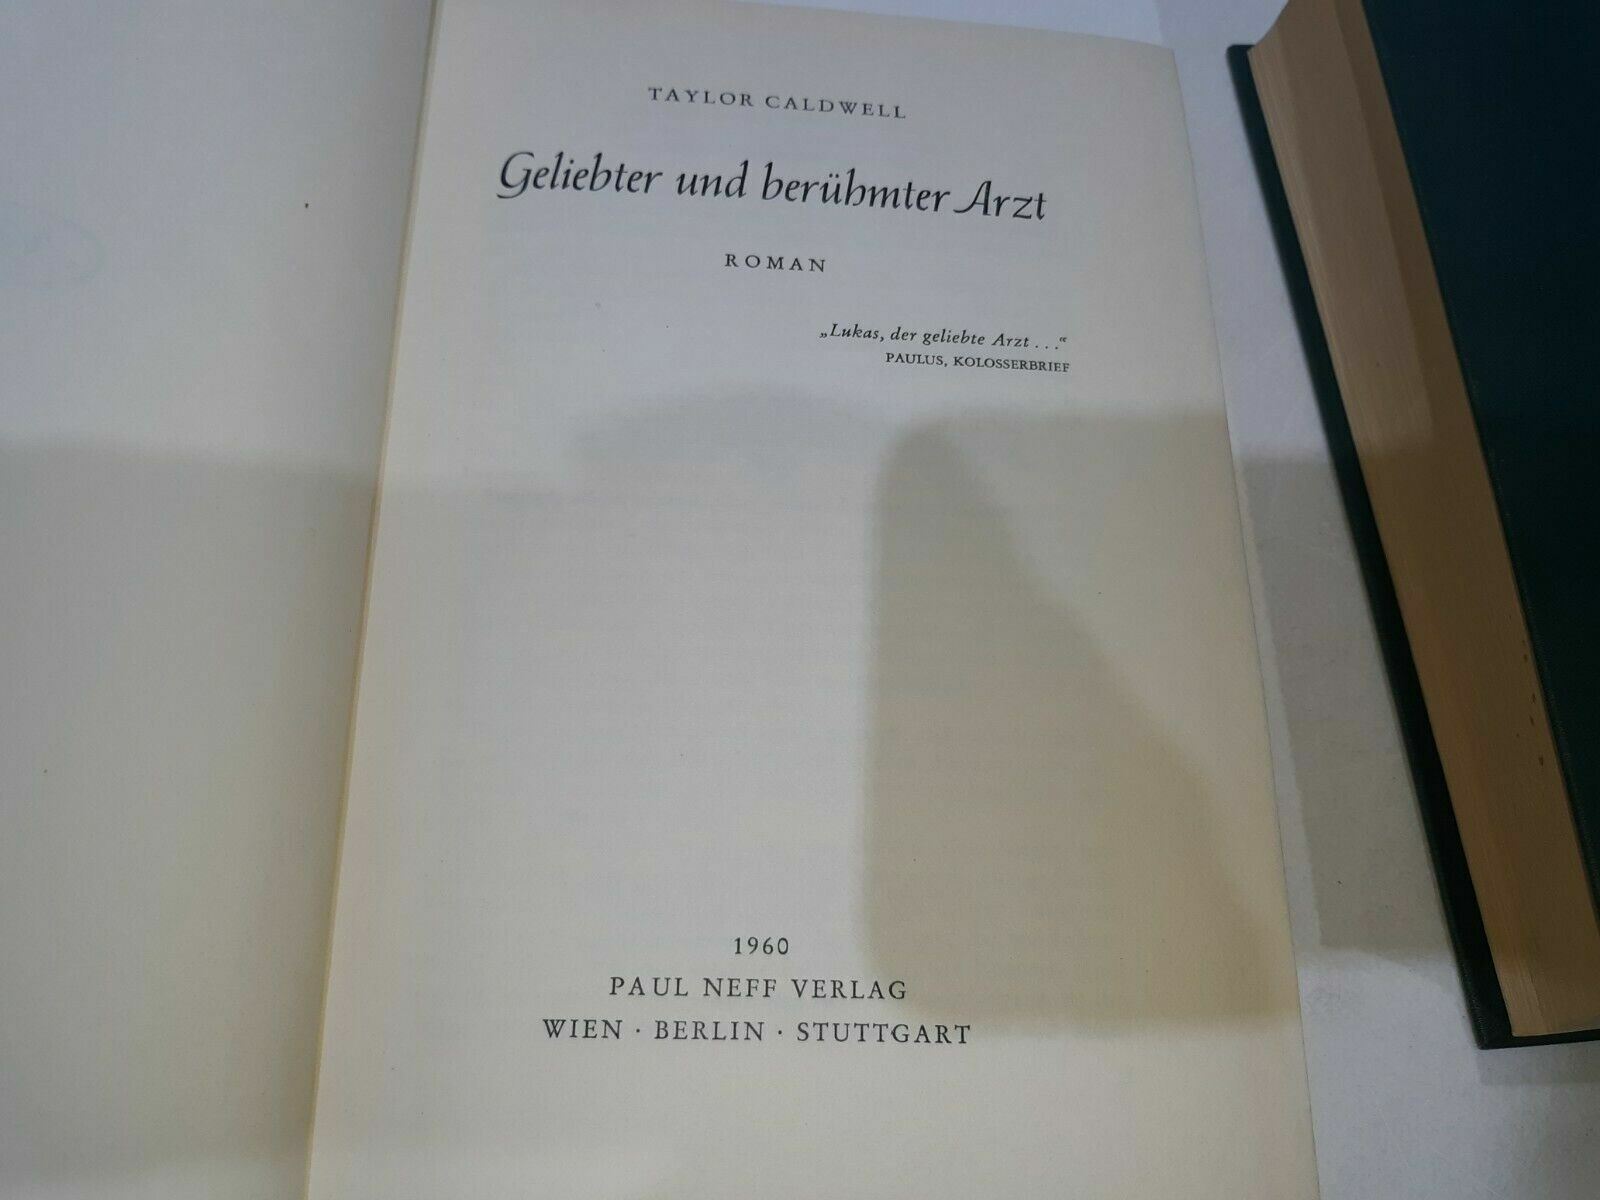 TAYLOR CALDWELL
Geliebter und berühmter Arzt
ROMAN
„Lukas, der geliebte Arzt . . .“
PAULUS, KOLOSSERBRIEF
1960
PAUL NEFF VERLAG
WIEN · BERLIN · STUTTGART